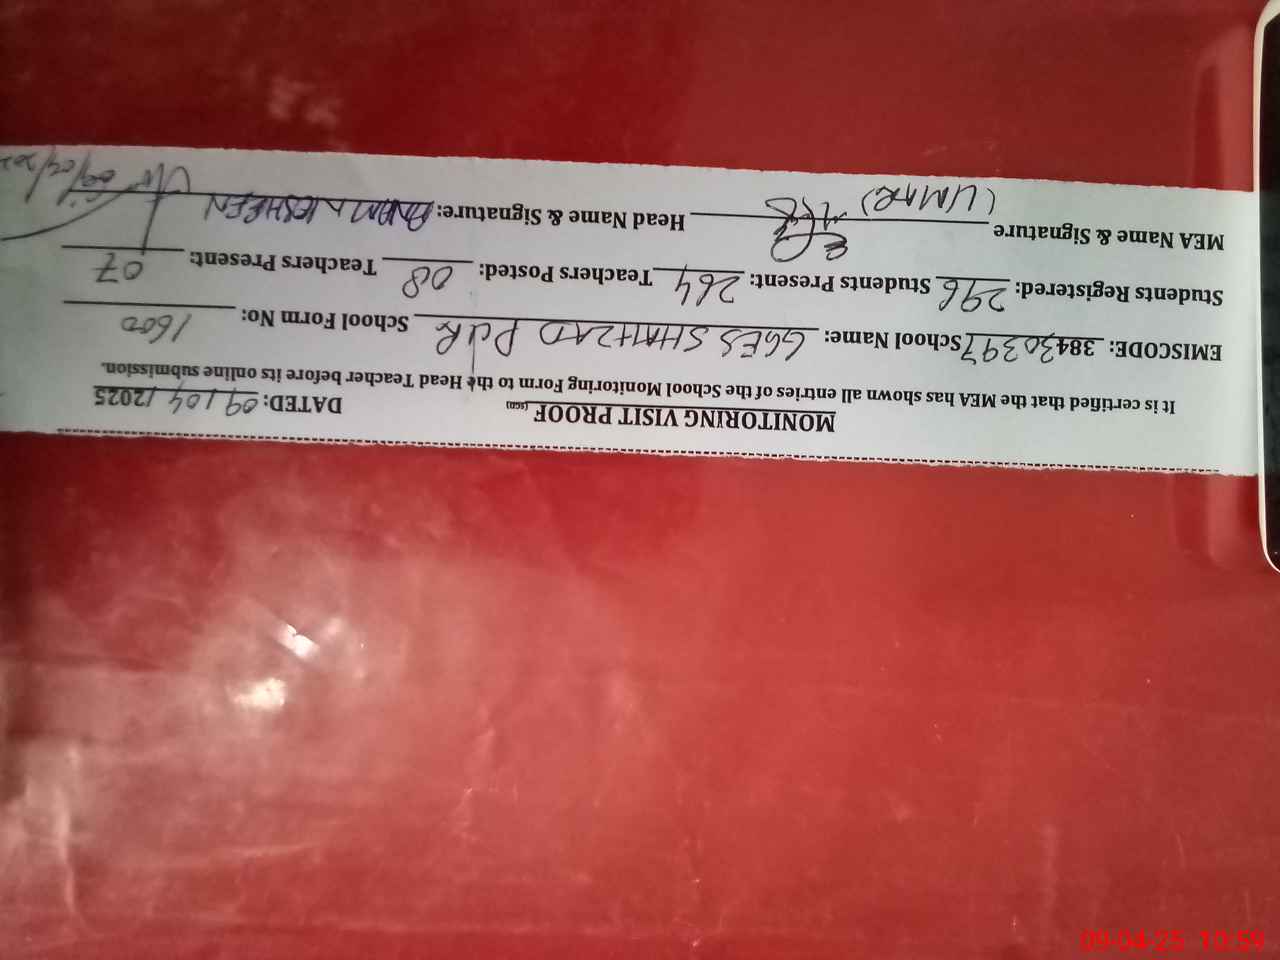 MONITORING VISIT PROOF (SED) DATED: 09/04/2025
It is certified that the MEA has shown all entries of the School Monitoring Form to the Head Teacher before its online submission.
EMISCODE: 38430397 School Name: GGES SHAHZAD PUR School Form No: 1600
Students Registered: 296 Students Present: 264 Teachers Posted: 08 Teachers Present: 07
MEA Name & Signature Head Name & Signature:
(UMAR)
09-04-25 10:59